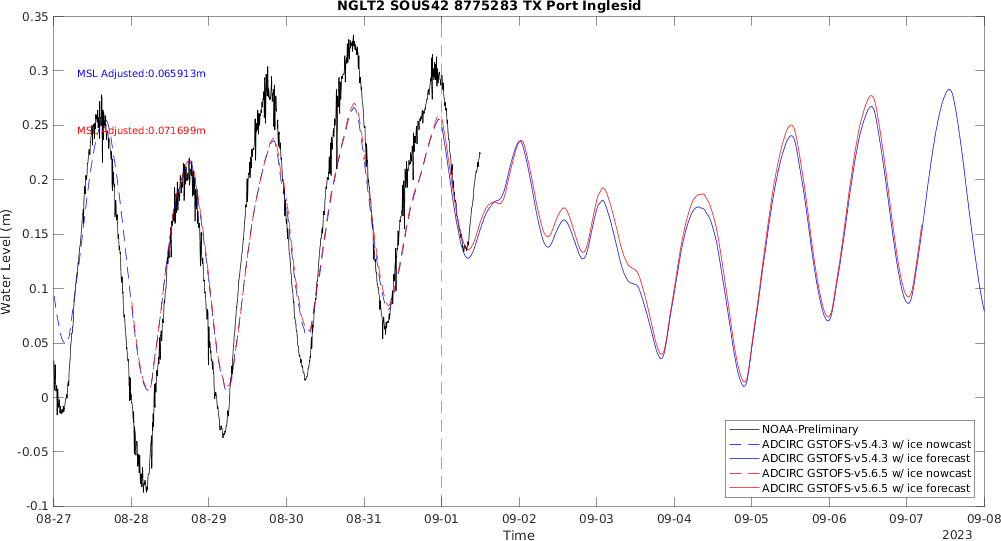 NGLT2 SOUS42 8775283 TX Port Inglesid
Water Level (m)
0.35
0.3
0.25
0.2
0.15
0.1
0.05
0
-0.05
-0.1
MSL Adjusted:0.065913m
MSL Adjusted:0.071699m
NOAA-Preliminary
ADCIRC GSTOFS-v5.4.3 w/ ice nowcast
ADCIRC GSTOFS-v5.4.3 w/ ice forecast
ADCIRC GSTOFS-v5.6.5 w/ ice nowcast
ADCIRC GSTOFS-v5.6.5 w/ ice forecast
08-27 08-28 08-29 08-30 08-31 09-01 09-02 09-03 09-04 09-05 09-06 09-07 09-08
Time
2023